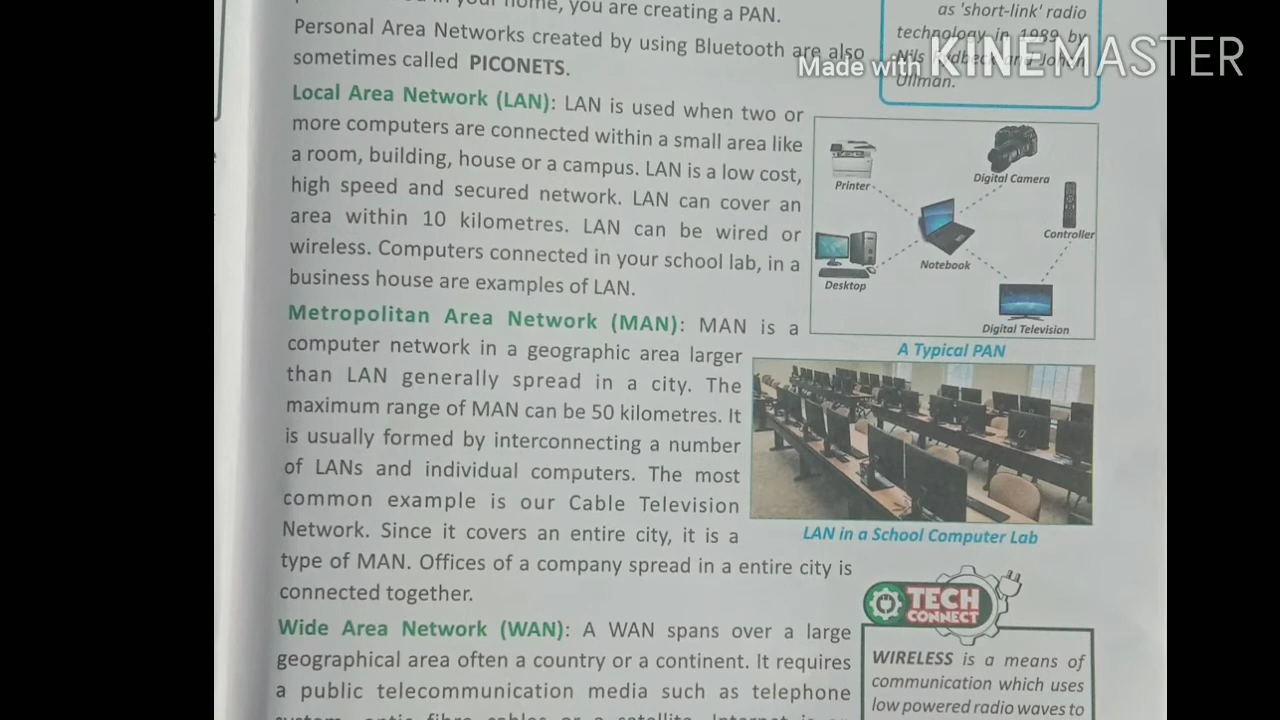 in your home, you are creating a PAN.
Personal Area Networks created by using Bluetooth are also
sometimes called PICONETS.
Local Area Network (LAN): LAN is used when two or
more computers are connected within a small area like
a room, building, house or a campus. LAN is a low cost,
high speed and secured network. LAN can cover an
area within 10 kilometres. LAN can be wired or
wireless. Computers connected in your school lab, in a
business house are examples of LAN.
Metropolitan Area Network (MAN): MAN is a
computer network in a geographic area larger
than LAN generally spread in a city. The
maximum range of MAN can be 50 kilometres. It
is usually formed by interconnecting a number
of LANs and individual computers. The most
common example is our Cable Television
Network. Since it covers an entire city, it is a
type of MAN. Offices of a company spread in a entire city is
connected together.
Wide Area Network (WAN): A WAN spans over a large
geographical area often a country or a continent. It requires
a public telecommunication media such as telephone
system, optic fibre cables or a satellite. Internet is
as 'short-link' radio
technology in 1989 by
Nils and Johan
Ullman.
Made with KINEMASTER
Printer
Digital Camera
Controller
Notebook
Desktop
Digital Television
A Typical PAN
LAN in a School Computer Lab
TECH
CONNECT
WIRELESS is a means of
communication which uses
low powered radio waves to